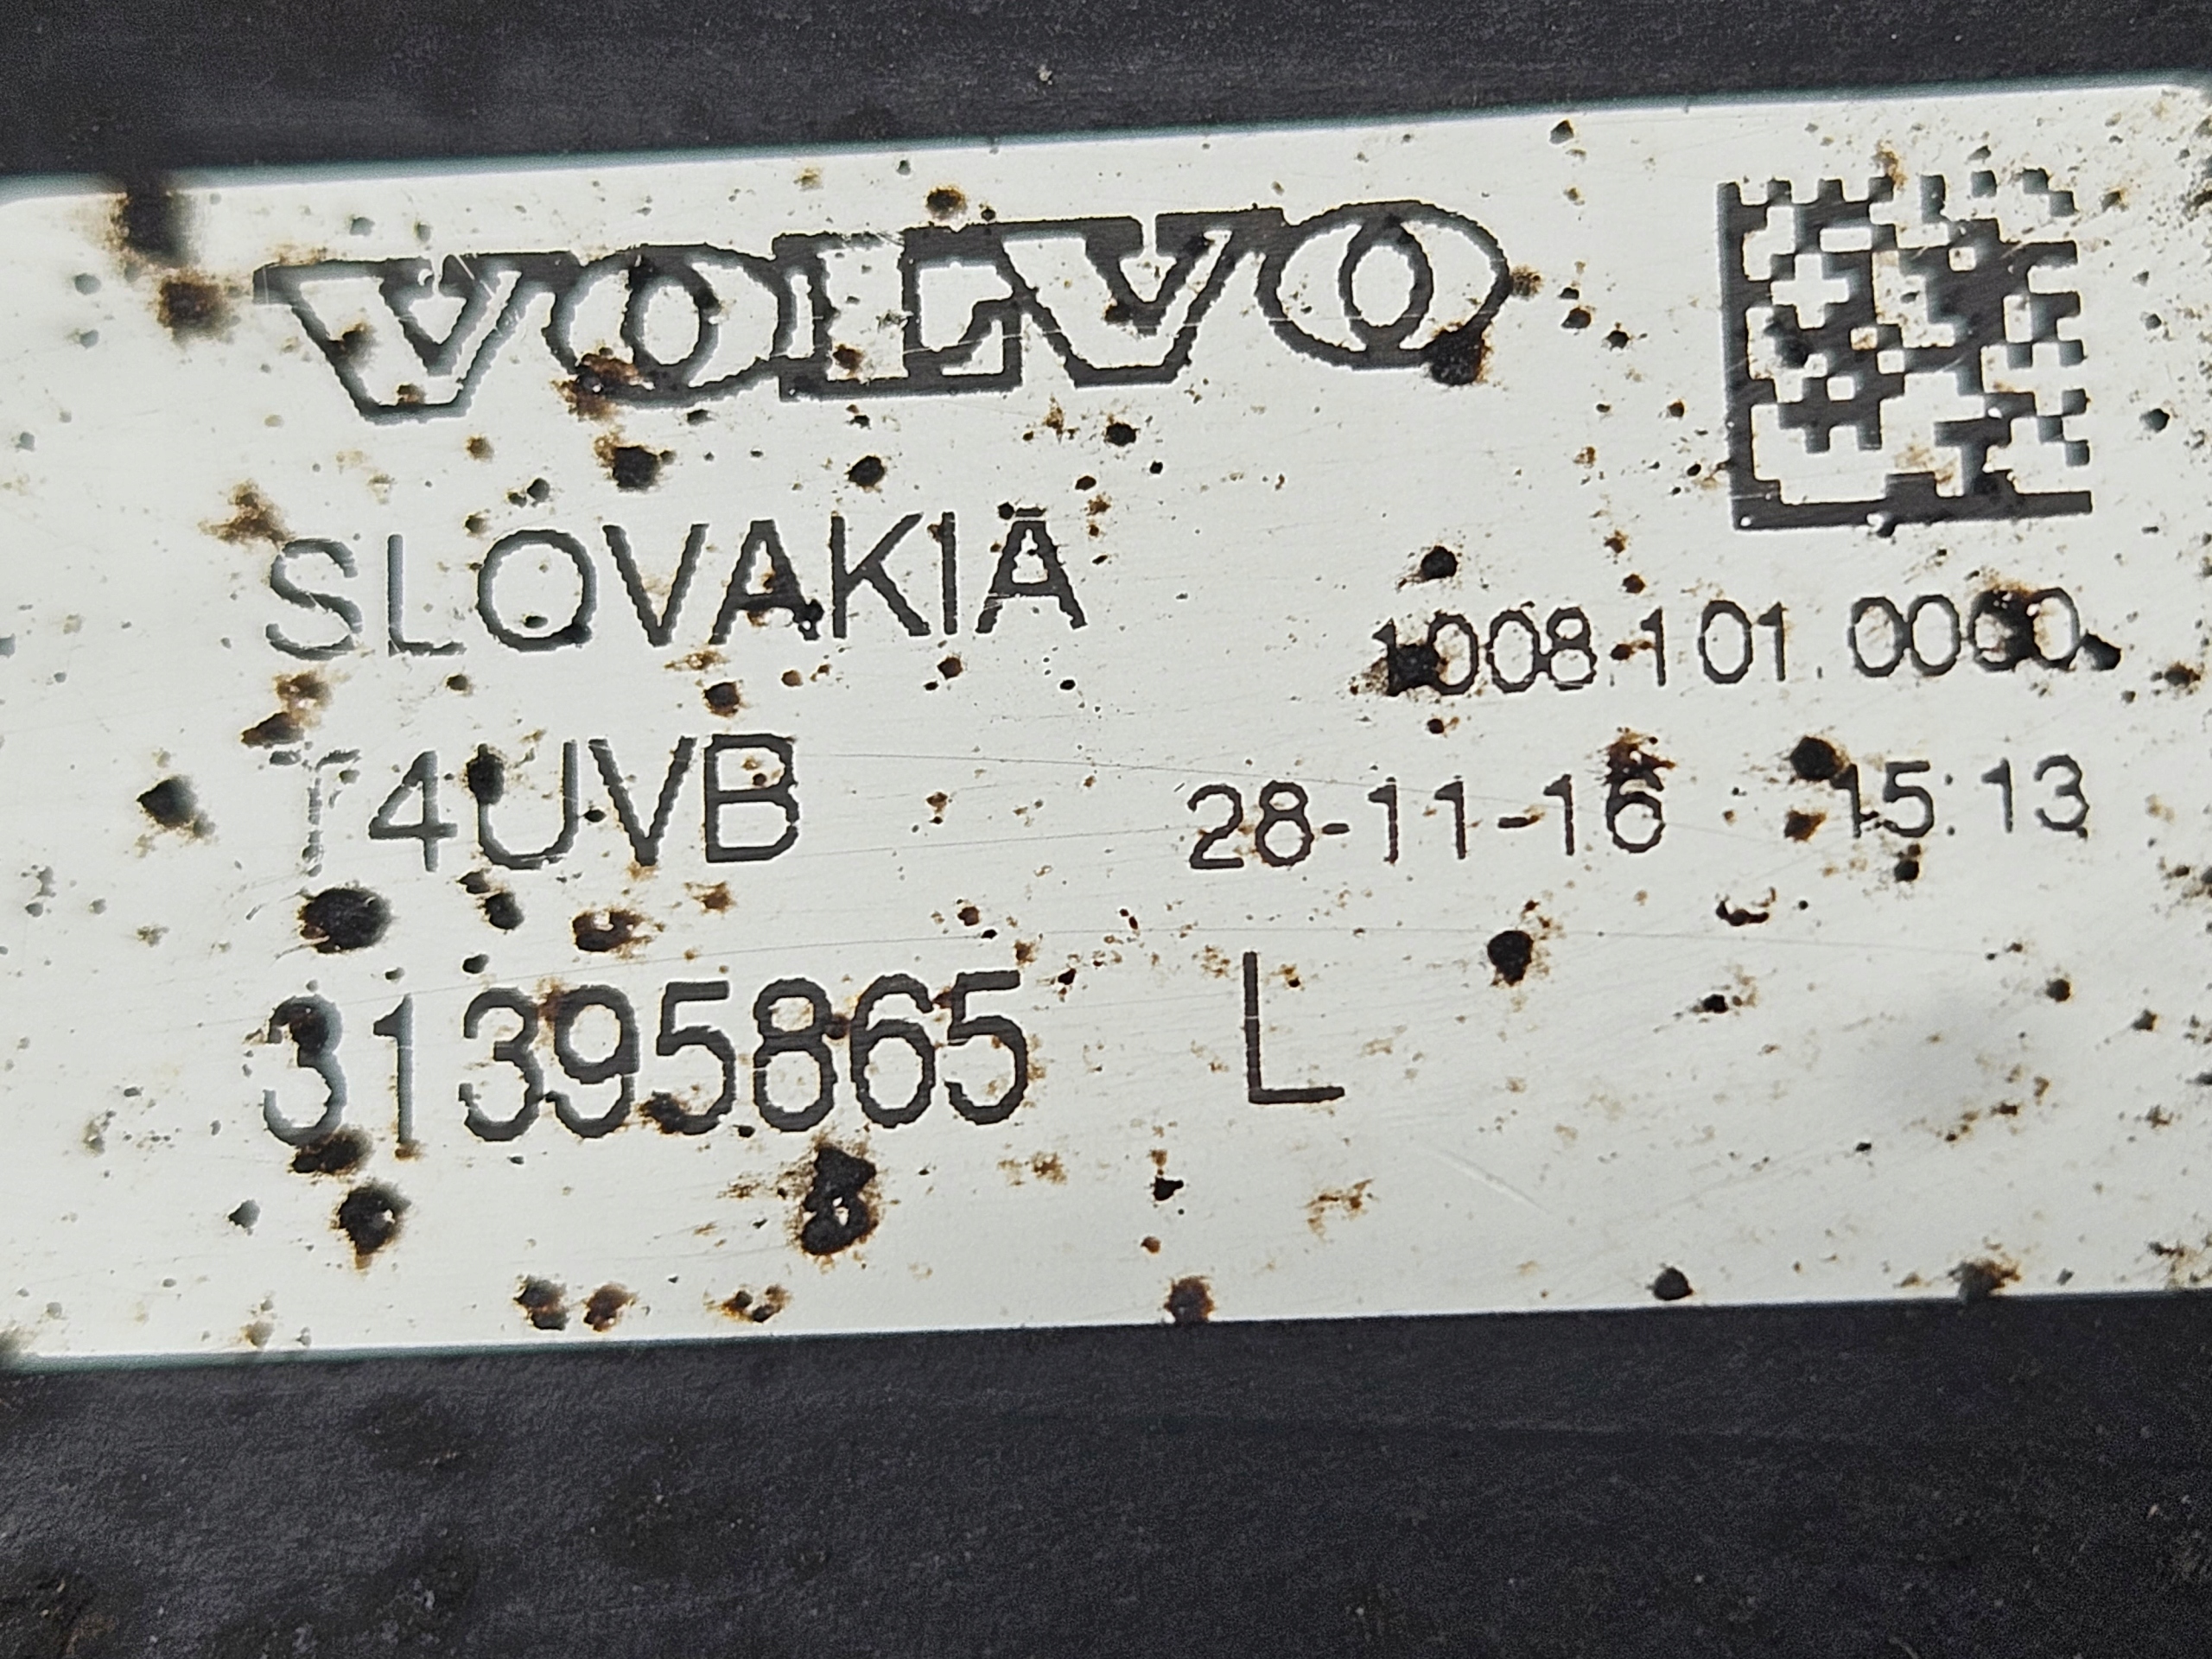 VOLVO
SLOVAKIA
1008.101.0000
T4UVB
28-11-16 15:13
31395865 L